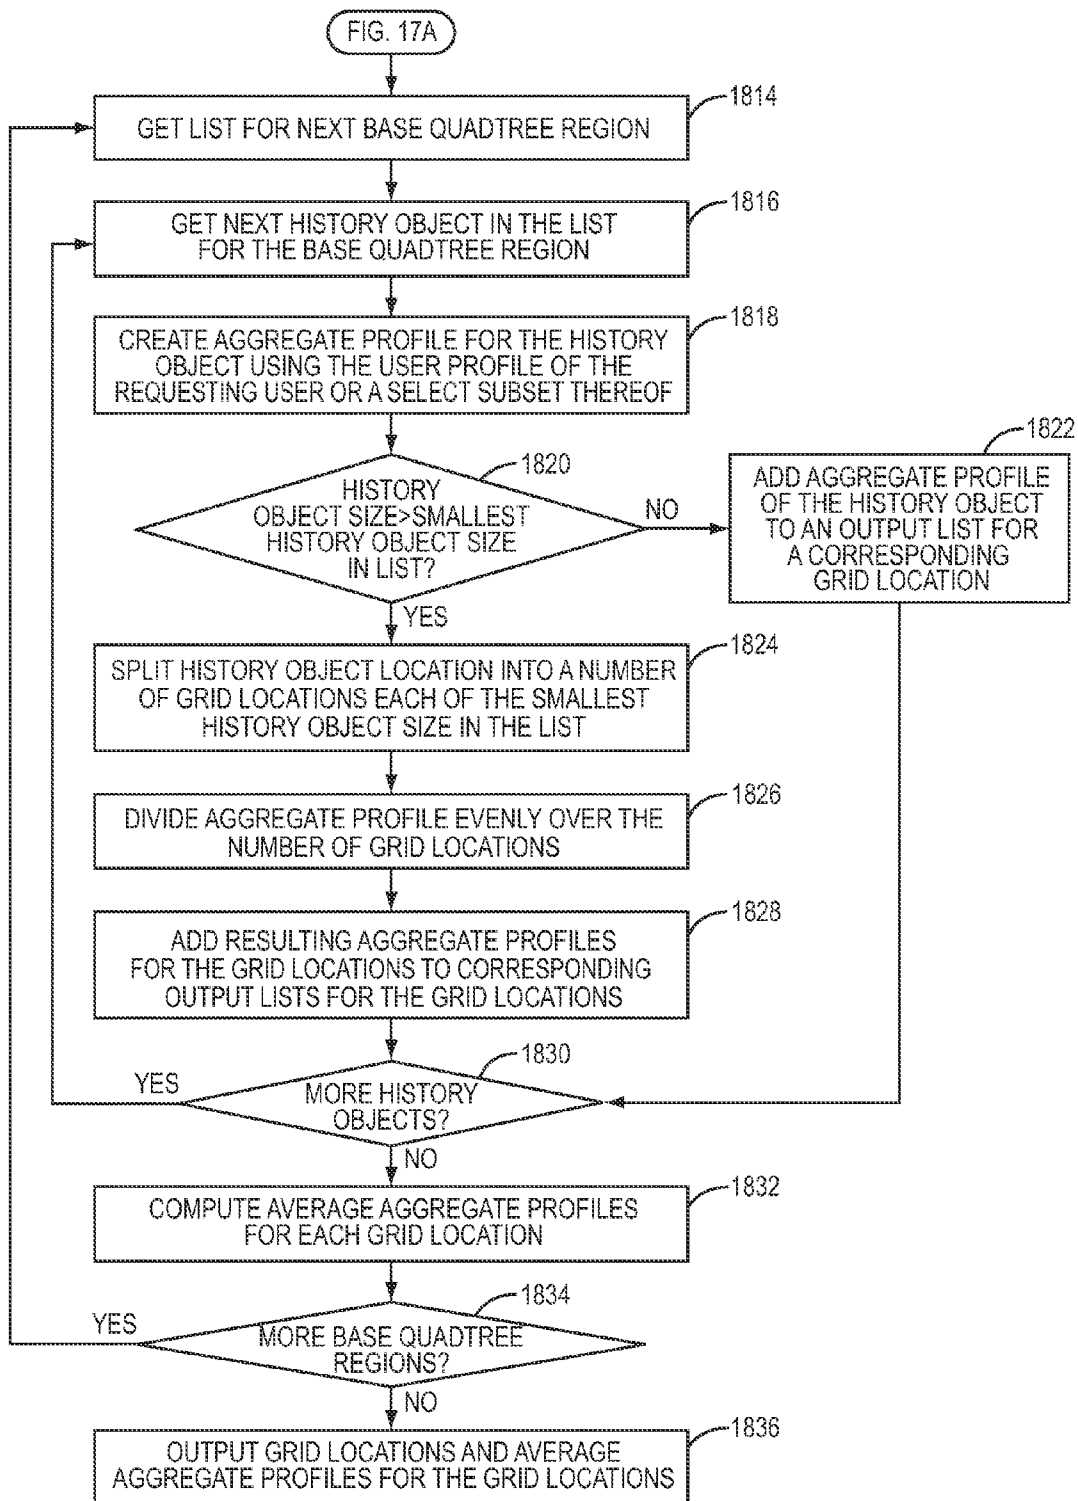 FIG. 17A
1814
GET LIST FOR NEXT BASE QUADTREE REGION
1816
GET NEXT HISTORY OBJECT IN THE LIST
FOR THE BASE QUADTREE REGION
1818
CREATE AGGREGATE PROFILE FOR THE HISTORY
OBJECT USING THE USER PROFILE OF THE
REQUESTING USER OR A SELECT SUBSET THEREOF
1820
HISTORY
OBJECT SIZE>SMALLEST
HISTORY OBJECT SIZE
IN LIST?
NO
YES
1822
ADD AGGREGATE PROFILE
OF THE HISTORY OBJECT
TO AN OUTPUT LIST FOR
A CORRESPONDING
GRID LOCATION
1824
SPLIT HISTORY OBJECT LOCATION INTO A NUMBER
OF GRID LOCATIONS EACH OF THE SMALLEST
HISTORY OBJECT SIZE IN THE LIST
1826
DIVIDE AGGREGATE PROFILE EVENLY OVER THE
NUMBER OF GRID LOCATIONS
1828
ADD RESULTING AGGREGATE PROFILES
FOR THE GRID LOCATIONS TO CORRESPONDING
OUTPUT LISTS FOR THE GRID LOCATIONS
1830
YES
MORE HISTORY
OBJECTS?
NO
1832
COMPUTE AVERAGE AGGREGATE PROFILES
FOR EACH GRID LOCATION
1834
YES
MORE BASE QUADTREE
REGIONS?
NO
1836
OUTPUT GRID LOCATIONS AND AVERAGE
AGGREGATE PROFILES FOR THE GRID LOCATIONS